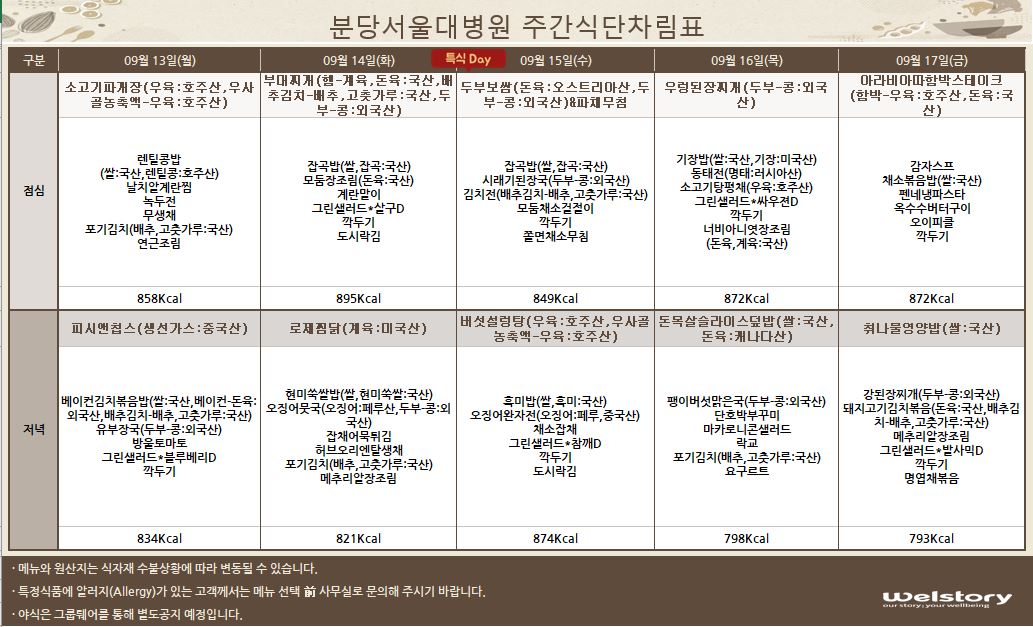 분당서울대병원 주간식단차림표
구분
09월 13일(월)
09월 14일(화)
특식 Day
09월 15일(수)
09월 16일(목)
09월 17일(금)
점심
소고기파개장(우육:호주산,우사
골농축액-우육:호주산)
렌틸콩밥
(쌀:국산,렌틸콩:호주산)
날치알계란찜
녹두전
무생채
포기김치(배추,고춧가루:국산)
연근조림
858Kcal
부대찌개(햄-계육,돈육:국산,배
추김치-배추,고춧가루:국산,두
부-콩:외국산)
잡곡밥(쌀,잡곡:국산)
모둠장조림(돈육:국산)
계란말이
그린샐러드*살구D
깍두기
도시락김
895Kcal
두부보쌈(돈육:오스트리아산,두
부-콩:외국산)&파채무침
잡곡밥(쌀,잡곡:국산)
시래기된장국(두부-콩:외국산)
김치전(배추김치-배추,고춧가루:국산)
모둠채소겉절이
깍두기
쫄면채소무침
849Kcal
우렁된장찌개(두부-콩:외국
산)
기장밥(쌀:국산,기장:미국산)
동태전(명태:러시아산)
소고기탕평채(우육:호주산)
그린샐러드*싸우젼D
깍두기
너비아니엿장조림
(돈육,계육:국산)
872Kcal
아라비아따함박스테이크
(함박-우육:호주산,돈육:국
산)
감자스프
채소볶음밥(쌀:국산)
펜네냉파스타
옥수수버터구이
오이피클
깍두기
872Kcal
저녁
피시앤칩스(생선가스:중국산)
베이컨김치볶음밥(쌀:국산,베이컨-돈육:
외국산,배추김치-배추,고춧가루:국산)
유부장국(두부-콩:외국산)
방울토마토
그린샐러드*블루베리D
깍두기
834Kcal
로제찜닭(계육:미국산)
현미쑥쌀밥(쌀,현미쑥쌀:국산)
오징어뭇국(오징어:페루산,두부-콩:외
국산)
잡채어묵튀김
허브오리엔탈생채
포기김치(배추,고춧가루:국산)
메추리알장조림
821Kcal
버섯설렁탕(우육:호주산,우사골
농축액-우육:호주산)
흑미밥(쌀,흑미:국산)
오징어완자전(오징어:페루,중국산)
채소잡채
그린샐러드*참깨D
깍두기
도시락김
874Kcal
돈목살슬라이스덮밥(쌀:국산,
돈육:캐나다산)
팽이버섯맑은국(두부-콩:외국산)
단호박부꾸미
마카로니콘샐러드
락교
포기김치(배추,고춧가루:국산)
요구르트
798Kcal
취나물영양밥(쌀:국산)
강된장찌개(두부-콩:외국산)
돼지고기김치볶음(돈육:국산,배추김
치-배추,고춧가루:국산)
메추리알장조림
그린샐러드*발사믹D
깍두기
명엽채볶음
793Kcal
· 메뉴와 원산지는 식자재 수불상황에 따라 변동될 수 있습니다.
· 특정식품에 알러지(Allergy)가 있는 고객께서는 메뉴 선택 前 사무실로 문의해 주시기 바랍니다.
· 야식은 그룹웨어를 통해 별도공지 예정입니다.
welstory
our story; your wellbeing